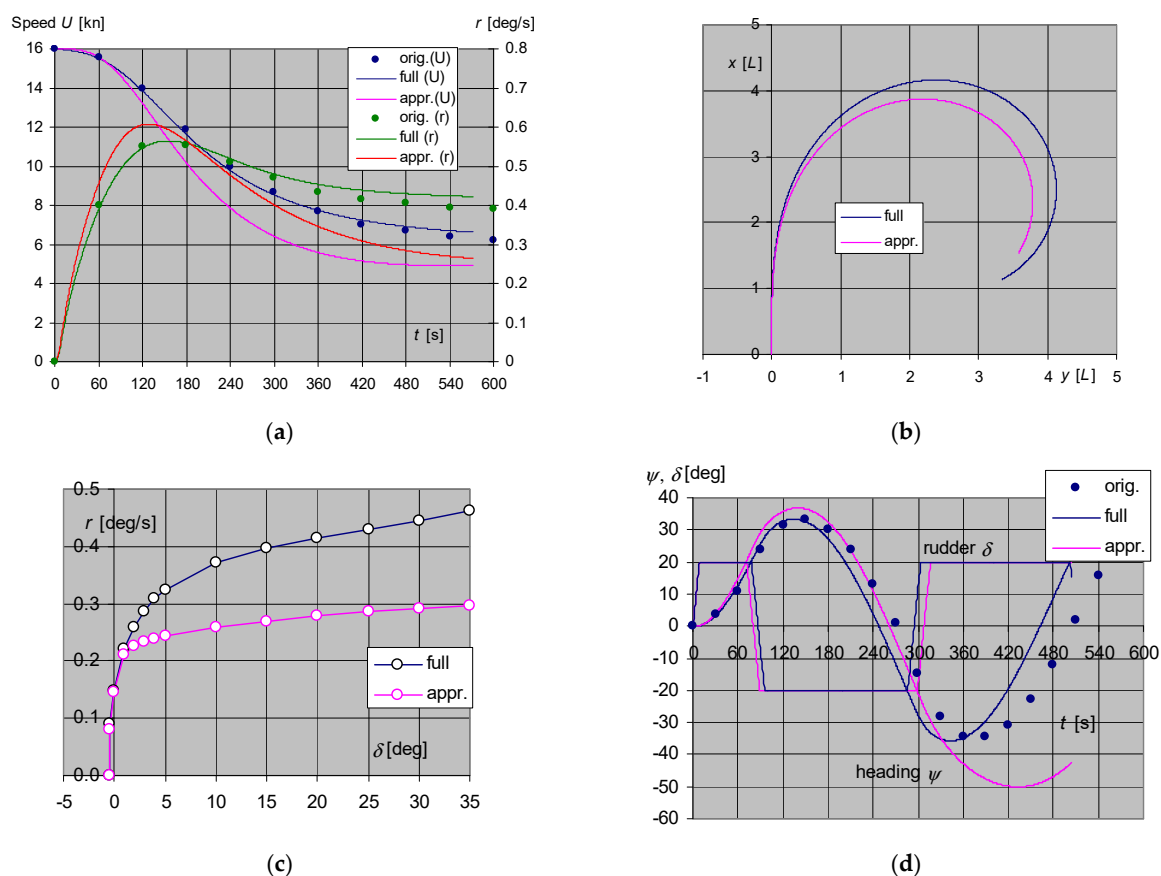 Speed U [kn]
r [deg/s]
16
14
12
10
8
6
4
2
0
0.8
0.7
0.6
0.5
0.4
0.3
0.2
0.1
0
orig.(U)
full (U)
appr.(U)
orig. (r)
full (r)
appr. (r)
t [s]
0 60 120 180 240 300 360 420 480 540 600
(a)
5
x [L]
4
3
2
1
0
full
appr.
-1 0 1 2 3 4 y [L] 5
(b)
0.5
r [deg/s]
0.4
0.3
0.2
0.1
0.0
full
appr.
δ [deg]
-5 0 5 10 15 20 25 30 35
(c)
ψ, δ [deg]
40
30
20
10
0
-10
-20
-30
-40
-50
-60
orig.
full
appr.
rudder δ
0 60 120 180 240 300 360 420 480 540 600
t [s]
heading ψ
(d)